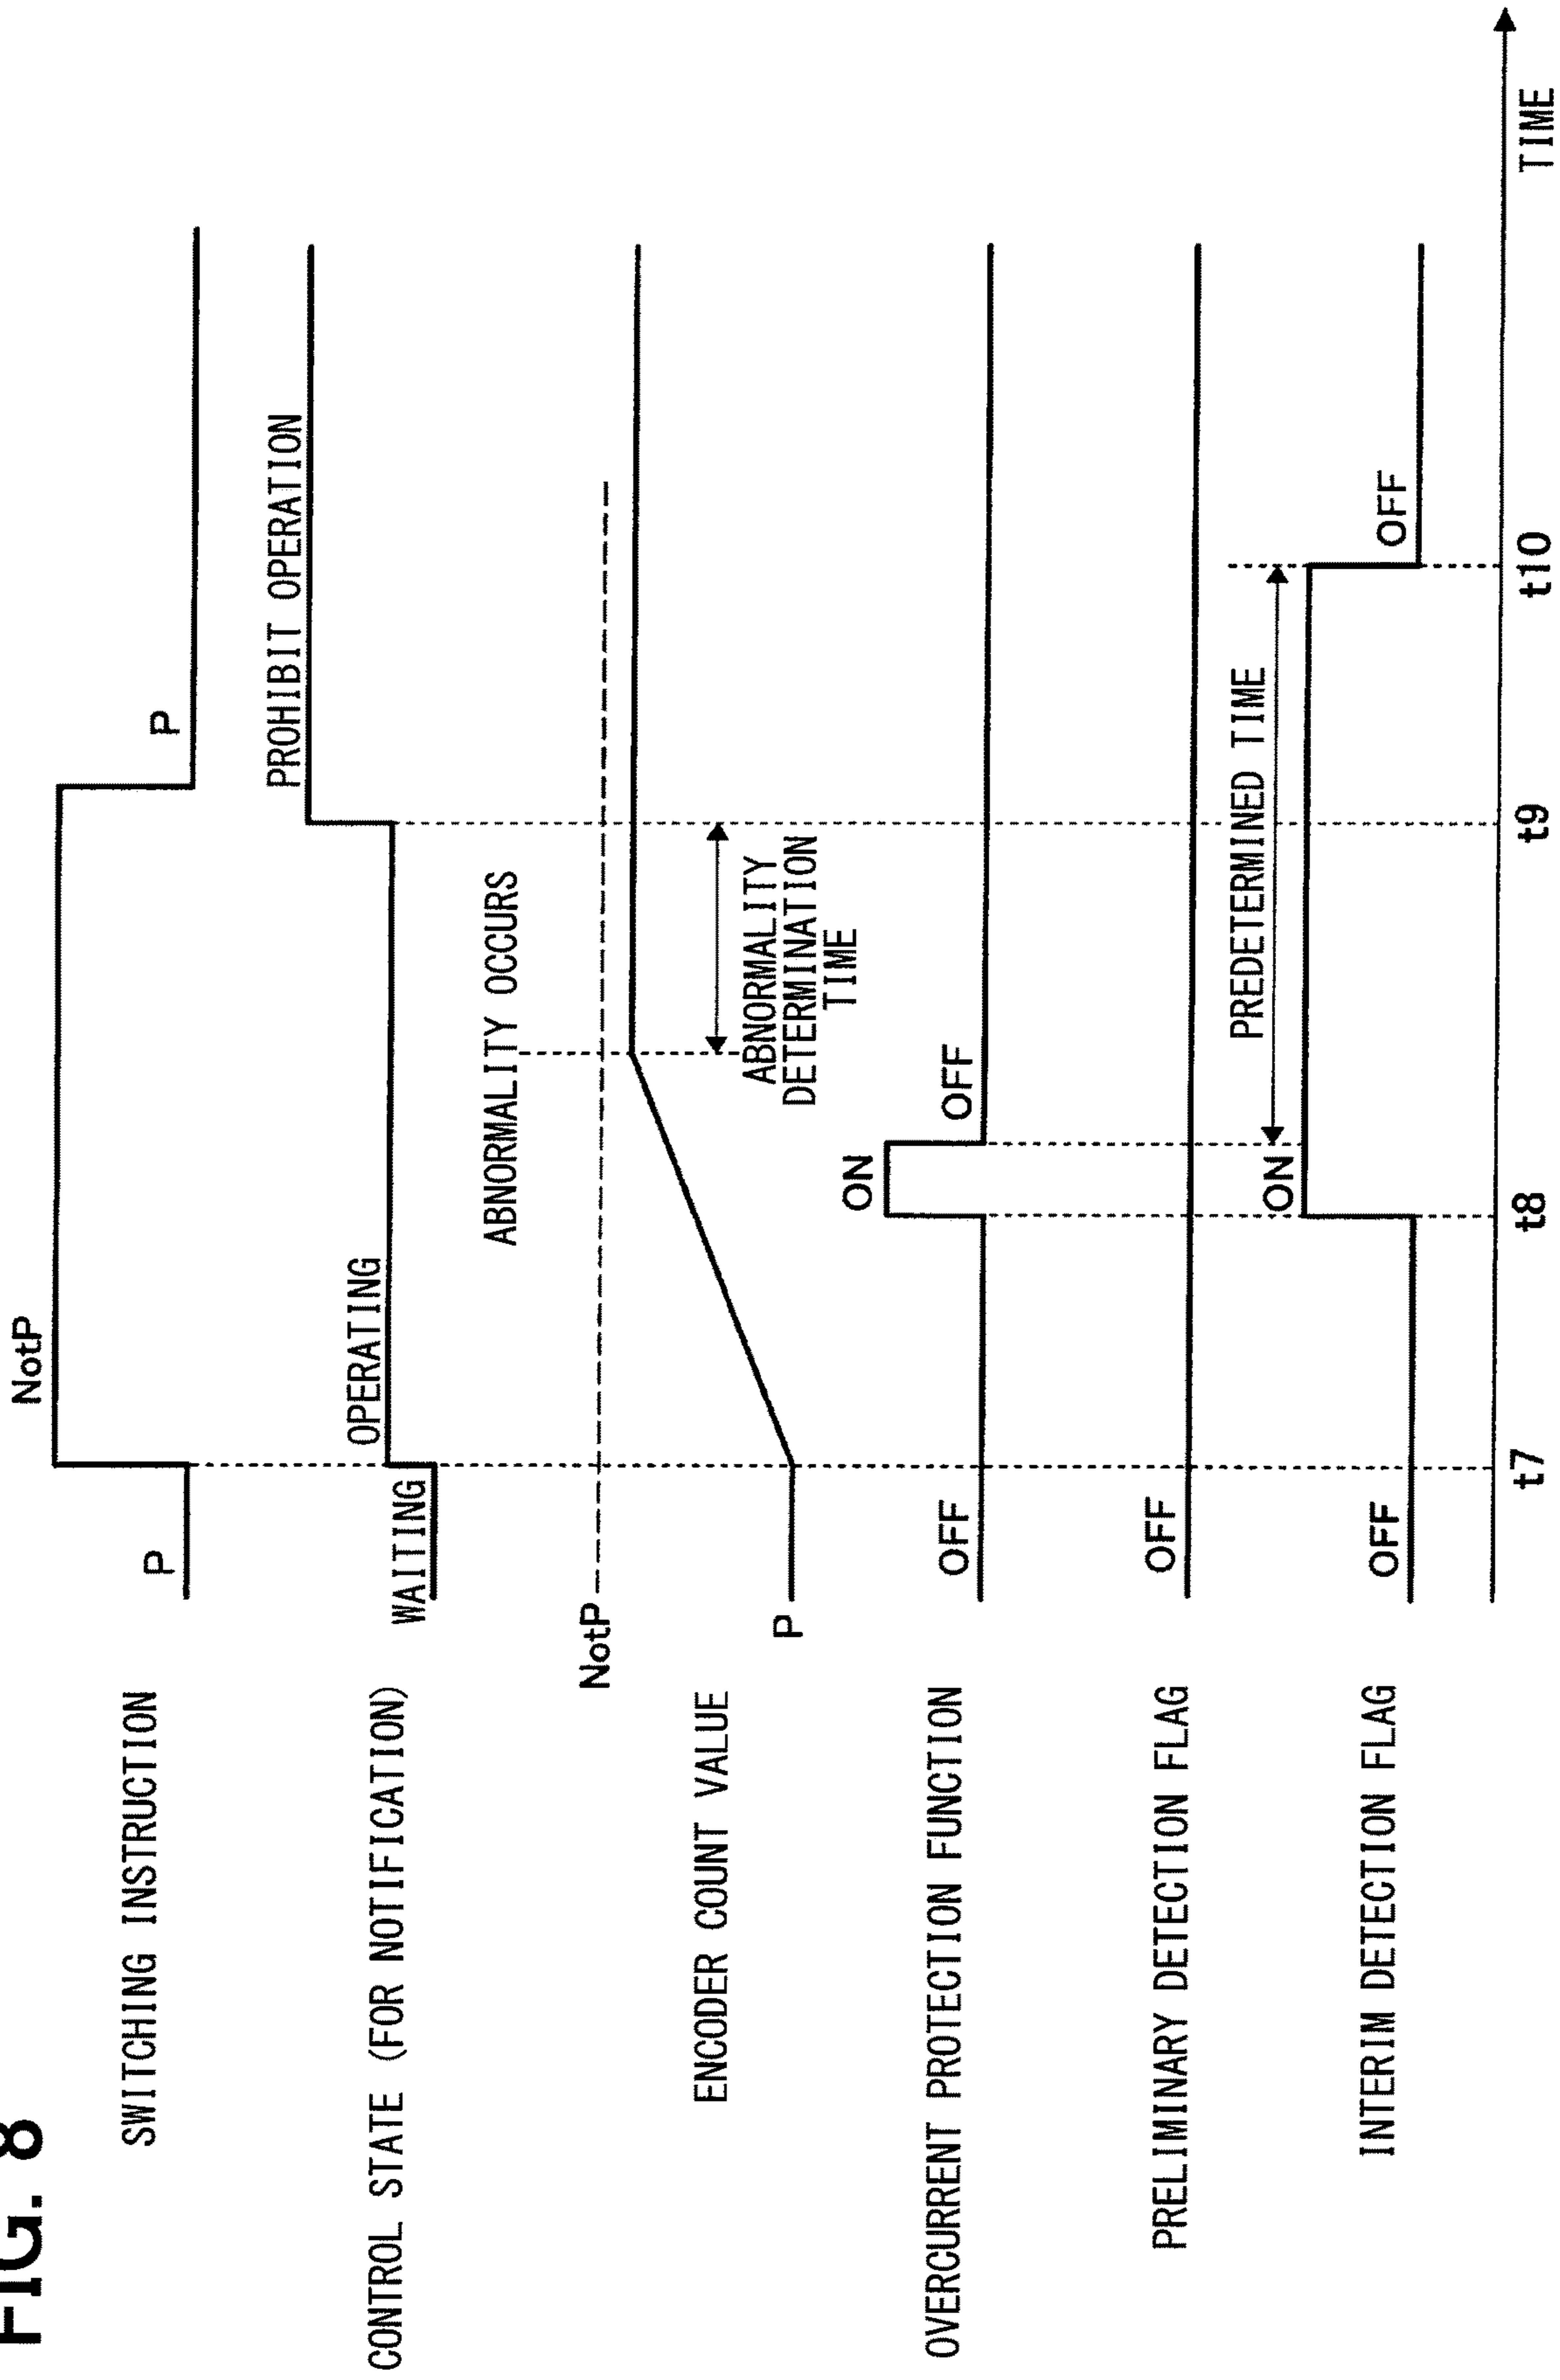 FIG. 8
SWITCHING INSTRUCTION
P
NotP
P
CONTROL STATE (FOR NOTIFICATION)
WAITING
OPERATING
PROHIBIT OPERATION
ABNORMALITY OCCURS
NotP
ENCODER COUNT VALUE
P
ABNORMALITY
DETERMINATION
TIME
OVERCURRENT PROTECTION FUNCTION
OFF
ON
OFF
PRELIMINARY DETECTION FLAG
OFF
PREDETERMINED TIME
INTERIM DETECTION FLAG
OFF
ON
OFF
t7
t8
t9
t10
TIME